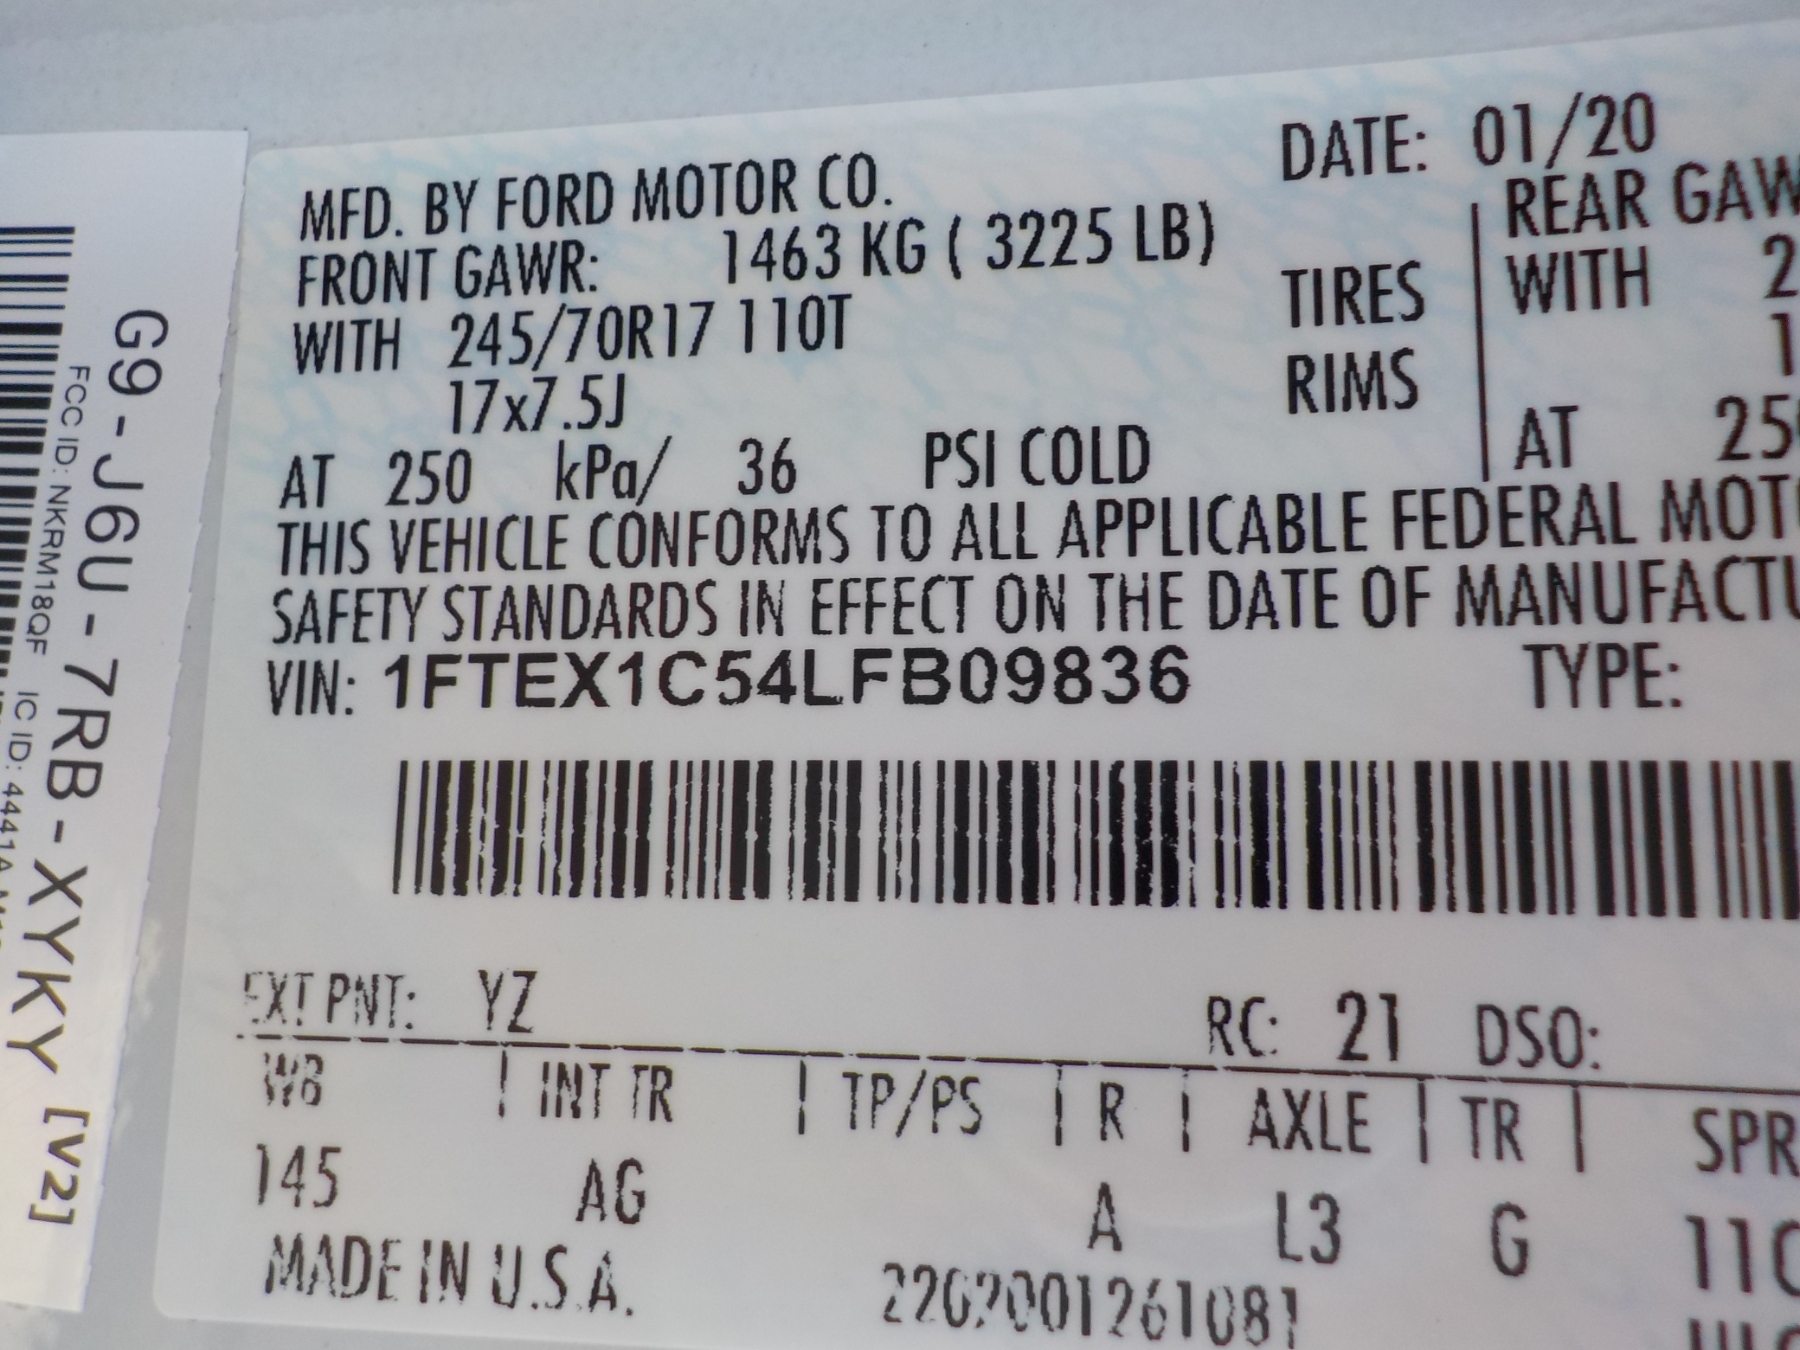 MFD. BY FORD MOTOR CO.
DATE: 01/20
FRONT GAWR: 1463 KG ( 3225 LB)
REAR
WITH 245/70R17 110T
TIRES
WITH
17x7.5J
RIMS
AT 250 kPa/ 36 PSI COLD
AT
THIS VEHICLE CONFORMS TO ALL APPLICABLE FEDERAL
SAFETY STANDARDS IN EFFECT ON THE DATE OF
VIN: 1FTEX1C54LFB09836
TYPE:
EXT PNT: YZ
RC: 21 DSO:
WB | INT TR | TP/PS | R | AXLE | TR |
145 AG A L3 G
MADE IN U.S.A.
G9-J6U-7RB-XYKY [V2]
FCC ID: NKRM18QF IC ID: